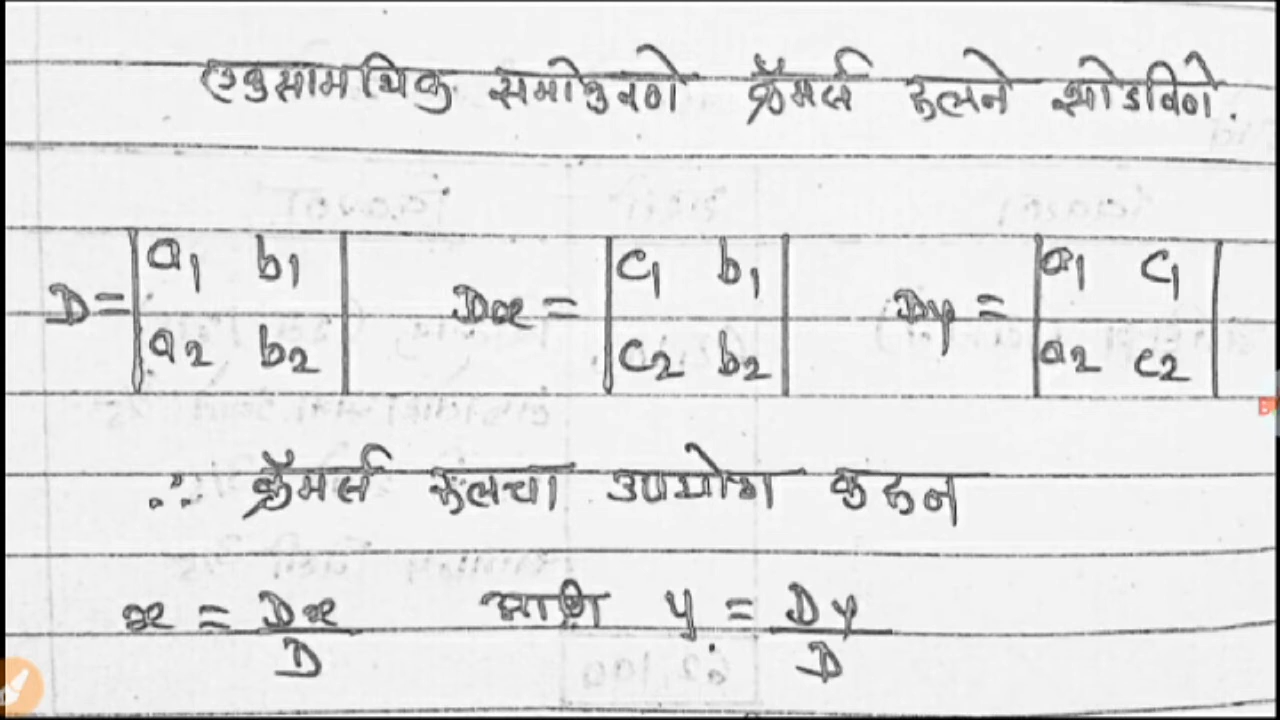 एकसामयिक समीकरणे क्रॅमर्स रुलने सोडविणे.
D = | a₁ b₁ | Dx = | c₁ b₁ | Dy = | a₁ c₁ |
| a₂ b₂ | | c₂ b₂ | | a₂ c₂ |
∴ क्रॅमर्स रुलचा उपयोग करून
x = Dx/D आणि y = Dy/D